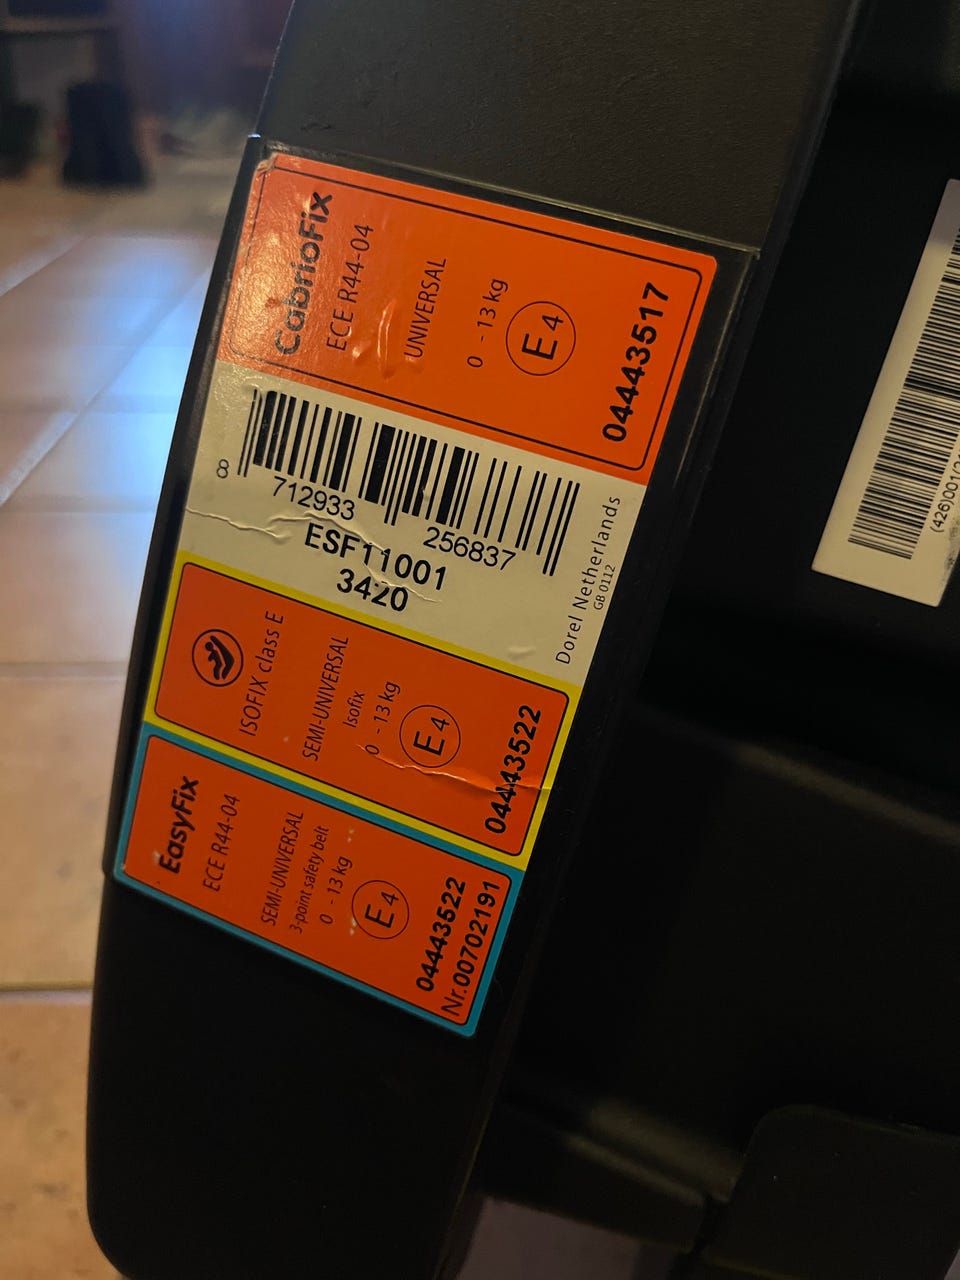 CabrioFix
ECE R44-04
UNIVERSAL
0 - 13 kg
E4
04443517
8 712933 256837
ESF11001
3420
Dorel Netherlands
GB 0112
ISOFIX class E
SEMI-UNIVERSAL
Isofix
0 - 13 kg
E4
04443522
EasyFix
ECE R44-04
SEMI-UNIVERSAL
3-point safety belt
0 - 13 kg
E4
04443522
Nr.00702191